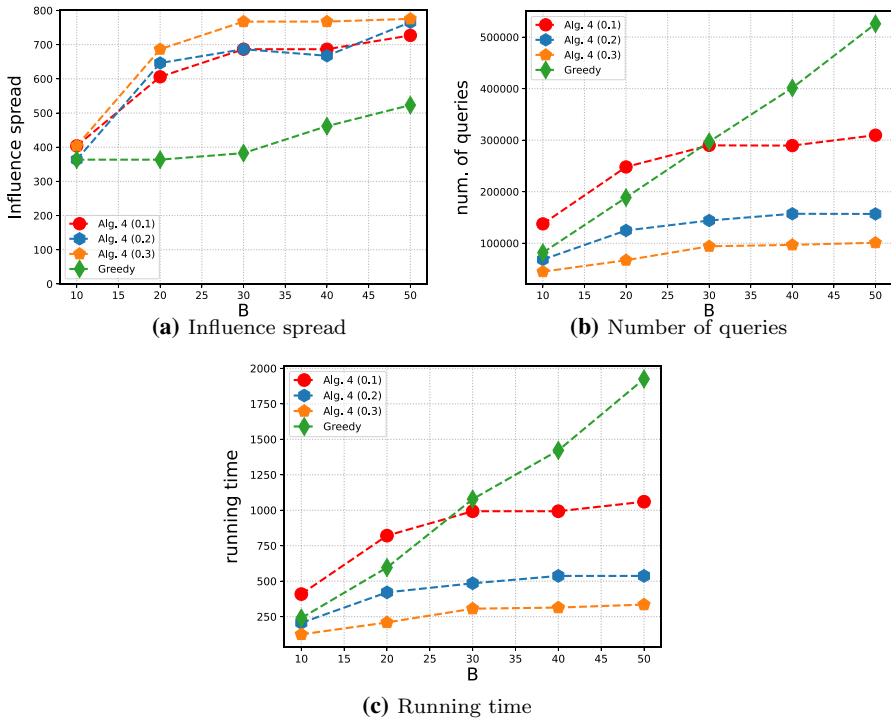 800
700
600
500
400
300
200
100
0
Influence spread
Alg. 4 (0.1)
Alg. 4 (0.2)
Alg. 4 (0.3)
Greedy
10 15 20 25 30 35 40 45 50
B
(a) Influence spread
500000
400000
300000
200000
100000
num. of queries
Alg. 4 (0.1)
Alg. 4 (0.2)
Alg. 4 (0.3)
Greedy
10 15 20 25 30 35 40 45 50
B
(b) Number of queries
2000
1750
1500
1250
1000
750
500
250
running time
Alg. 4 (0.1)
Alg. 4 (0.2)
Alg. 4 (0.3)
Greedy
10 15 20 25 30 35 40 45 50
B
(c) Running time